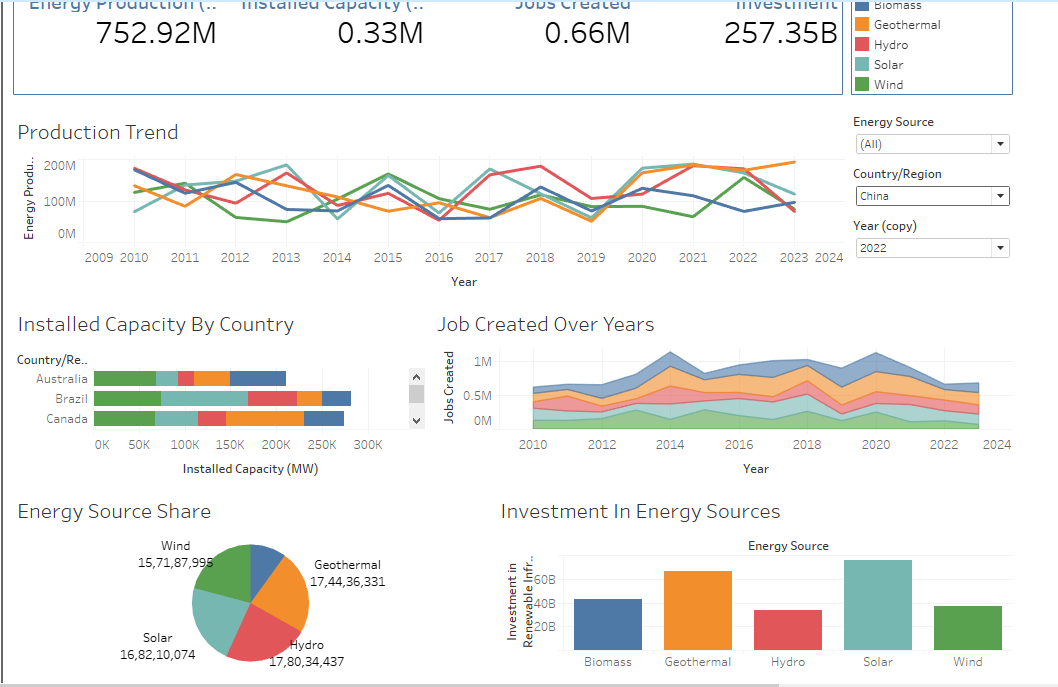 Energy Production (..
Installed Capacity (..
Jobs Created
Investment
752.92M
0.33M
0.66M
257.35B
Biomass
Geothermal
Hydro
Solar
Wind
Production Trend
Energy Produ..
200M
100M
0M
2009 2010 2011 2012 2013 2014 2015 2016 2017 2018 2019 2020 2021 2022 2023 2024
Year
Energy Source
(All)
Country/Region
China
Year (copy)
2022
Installed Capacity By Country
Country/Re..
Australia
Brazil
Canada
0K 50K 100K 150K 200K 250K 300K
Installed Capacity (MW)
Job Created Over Years
Jobs Created
1M
0.5M
0M
2010 2012 2014 2016 2018 2020 2022 2024
Year
Energy Source Share
Wind
15,71,87,995
Geothermal
17,44,36,331
Solar
16,82,10,074
Hydro
17,80,34,437
Investment In Energy Sources
Energy Source
Investment in
Renewable Infr..
60B
40B
20B
Biomass Geothermal Hydro Solar Wind